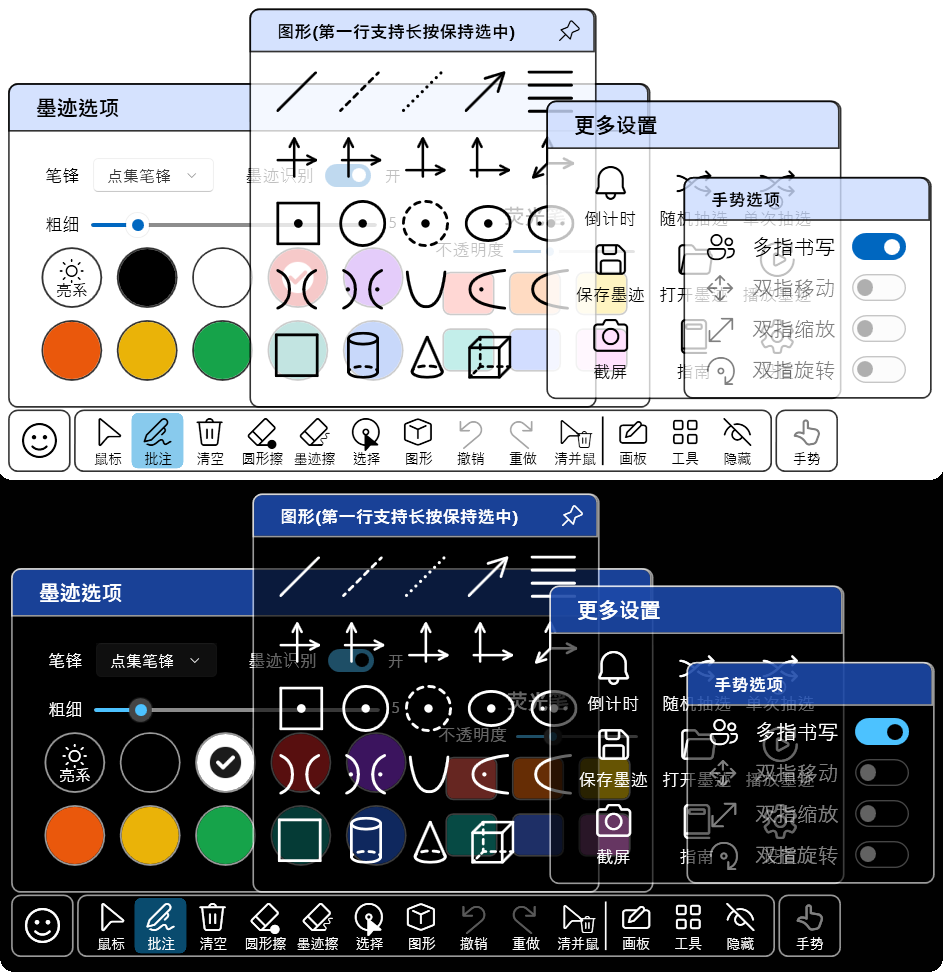 图形(第一行支持长按保持选中)
墨迹选项
更多设置
笔锋 点集笔锋 墨迹识别 开
手势选项
倒计时 随机抽选 单次抽选
粗细 5 荧光笔
不透明度
多指书写
亮系
保存墨迹 打开墨迹 播放墨迹
双指移动
双指缩放
截屏 指南
双指旋转
鼠标 批注 清空 圆形擦 墨迹擦 选择 图形 撤销 重做 清并鼠 画板 工具 隐藏 手势
图形(第一行支持长按保持选中)
墨迹选项
更多设置
笔锋 点集笔锋 墨迹识别 开
手势选项
倒计时 随机抽选 单次抽选
粗细 5 荧光笔
不透明度
多指书写
亮系
保存墨迹 打开墨迹 播放墨迹
双指移动
双指缩放
截屏 指南
双指旋转
鼠标 批注 清空 圆形擦 墨迹擦 选择 图形 撤销 重做 清并鼠 画板 工具 隐藏 手势